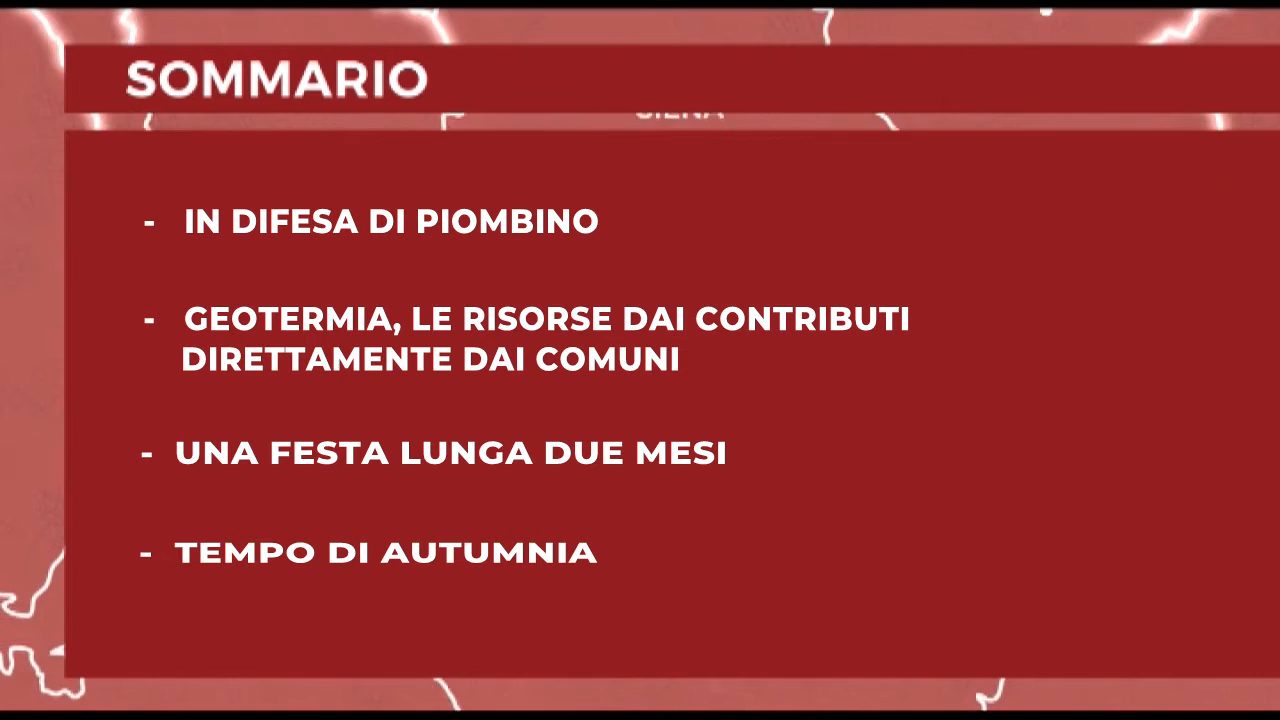 SOMMARIO
SIENA
- IN DIFESA DI PIOMBINO
- GEOTERMIA, LE RISORSE DAI CONTRIBUTI
DIRETTAMENTE DAI COMUNI
- UNA FESTA LUNGA DUE MESI
- TEMPO DI AUTUMNIA